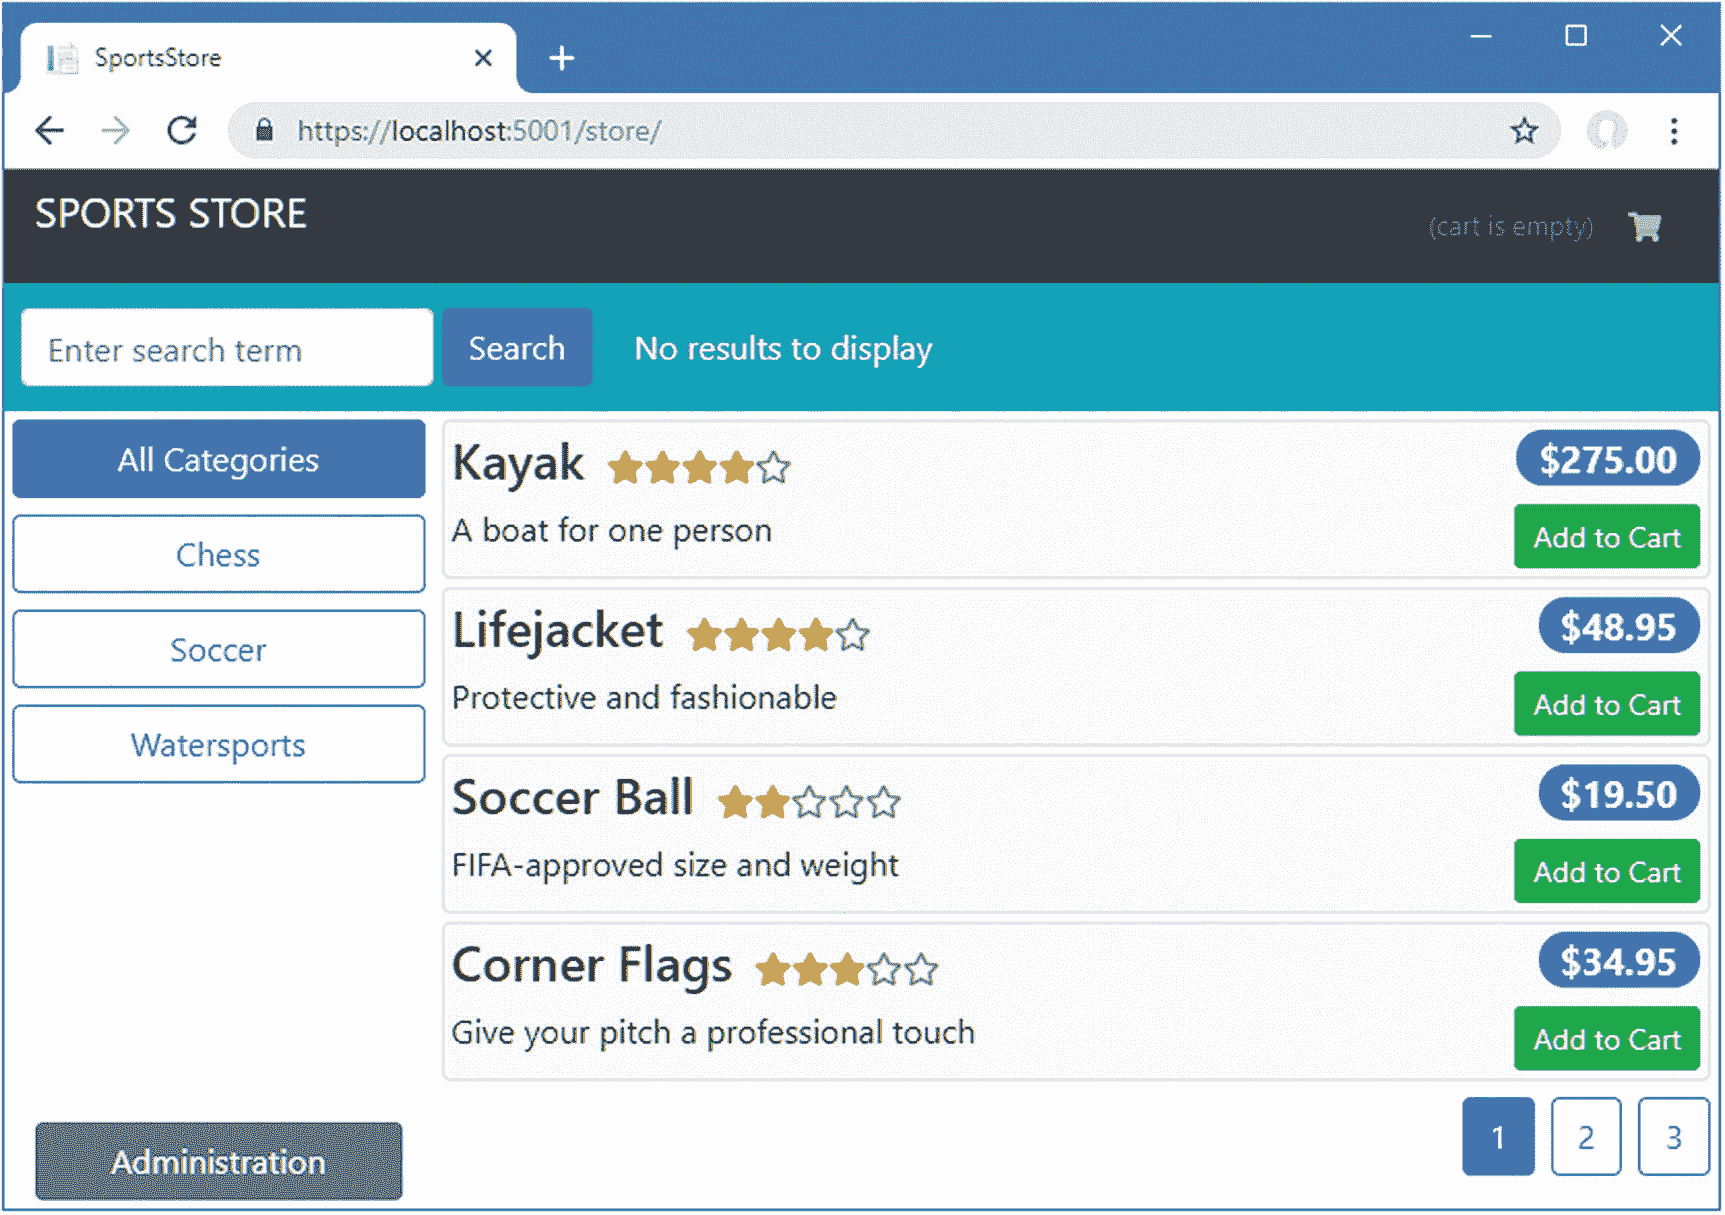 SportsStore
https://localhost:5001/store/
SPORTS STORE
(cart is empty)
Enter search term
Search
No results to display
All Categories
Chess
Soccer
Watersports
Administration
Kayak
$275.00
A boat for one person
Add to Cart
Lifejacket
$48.95
Protective and fashionable
Add to Cart
Soccer Ball
$19.50
FIFA-approved size and weight
Add to Cart
Corner Flags
$34.95
Give your pitch a professional touch
Add to Cart
1 2 3